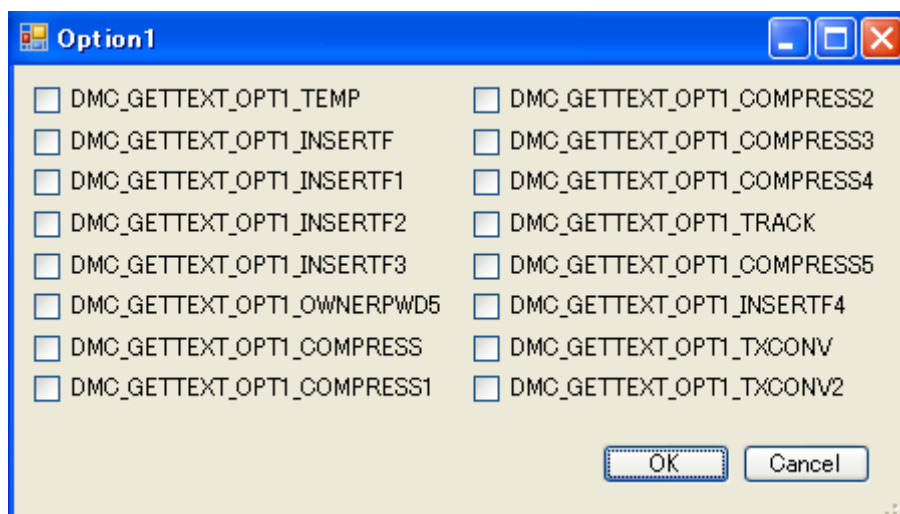 Option1
DMC_GETTEXT_OPT1_TEMP
DMC_GETTEXT_OPT1_INSERTF
DMC_GETTEXT_OPT1_INSERTF1
DMC_GETTEXT_OPT1_INSERTF2
DMC_GETTEXT_OPT1_INSERTF3
DMC_GETTEXT_OPT1_OWNERPWD5
DMC_GETTEXT_OPT1_COMPRESS
DMC_GETTEXT_OPT1_COMPRESS1
DMC_GETTEXT_OPT1_COMPRESS2
DMC_GETTEXT_OPT1_COMPRESS3
DMC_GETTEXT_OPT1_COMPRESS4
DMC_GETTEXT_OPT1_TRACK
DMC_GETTEXT_OPT1_COMPRESS5
DMC_GETTEXT_OPT1_INSERTF4
DMC_GETTEXT_OPT1_TXCONV
DMC_GETTEXT_OPT1_TXCONV2
OK
Cancel